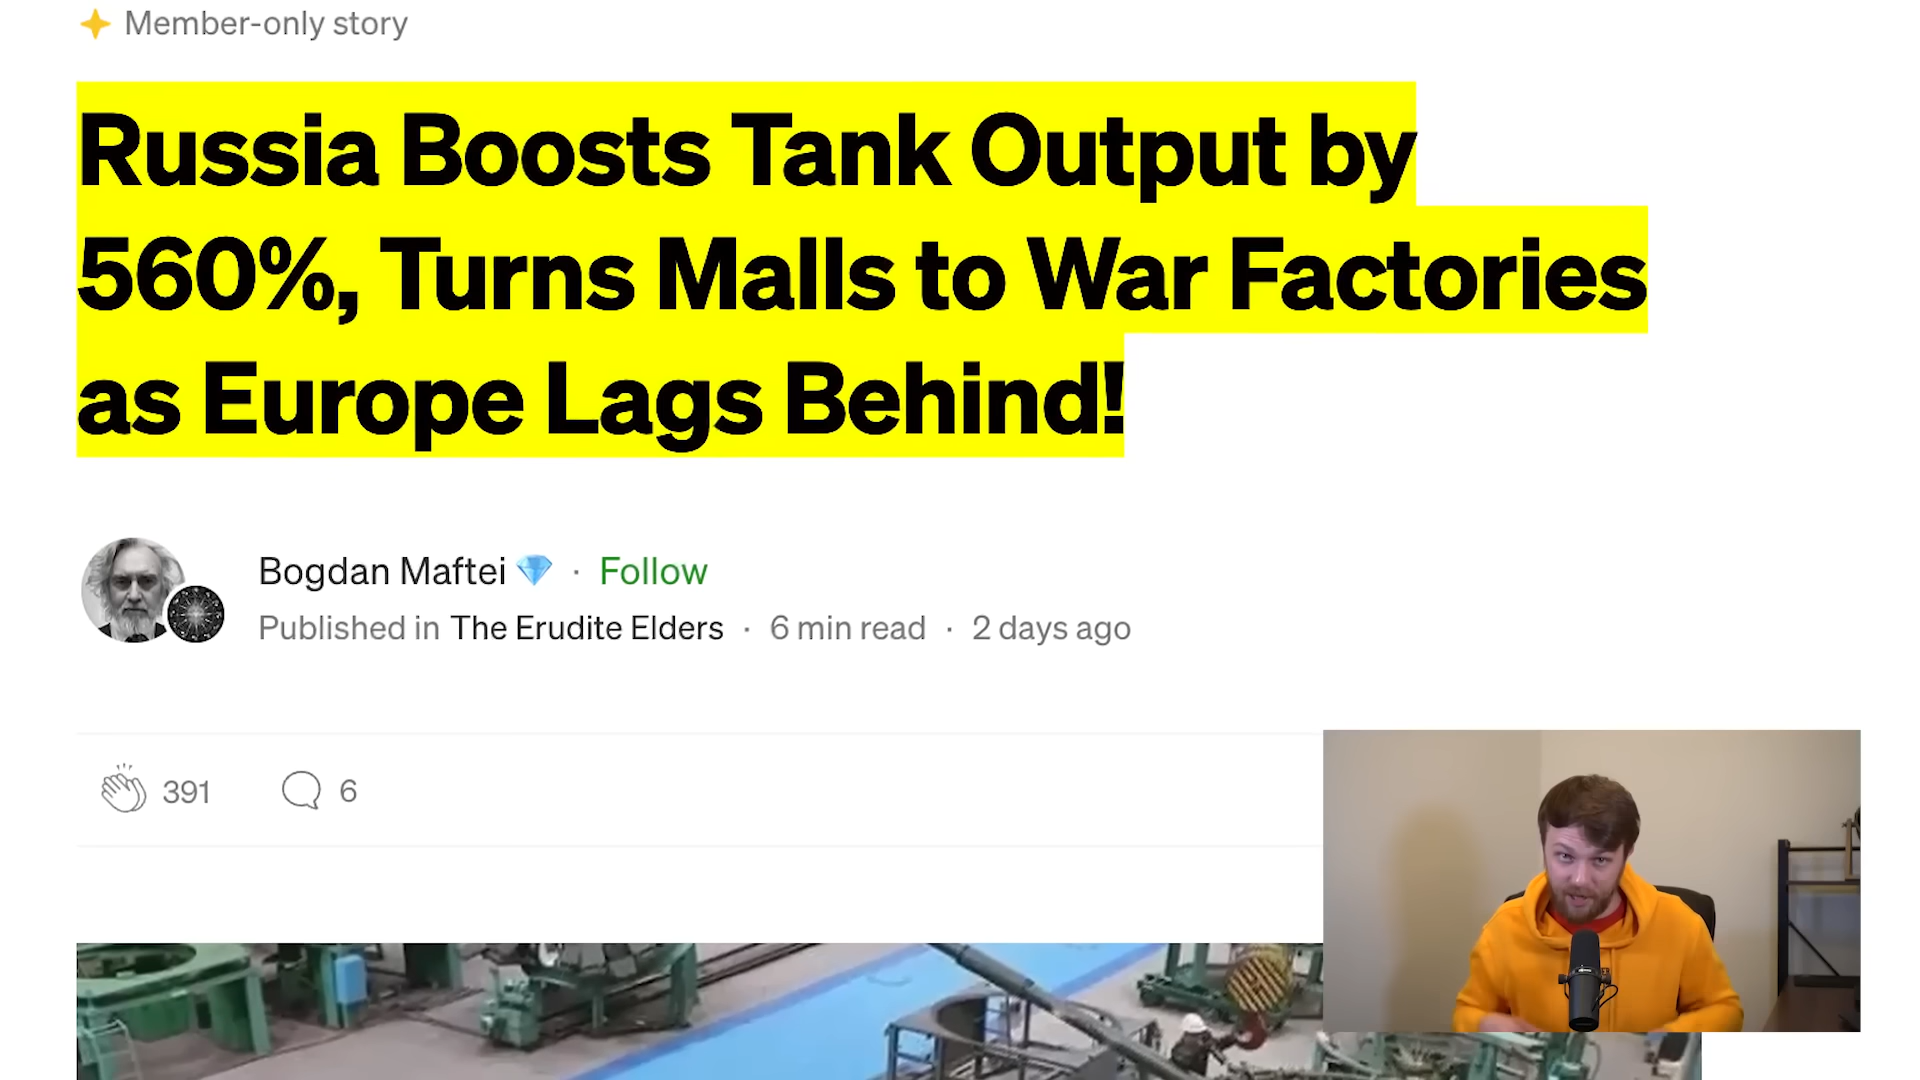 Member-only story
Russia Boosts Tank Output by
560%, Turns Malls to War Factories
as Europe Lags Behind!
Bogdan Maftei 💎 · Follow
Published in The Erudite Elders · 6 min read · 2 days ago
391 6